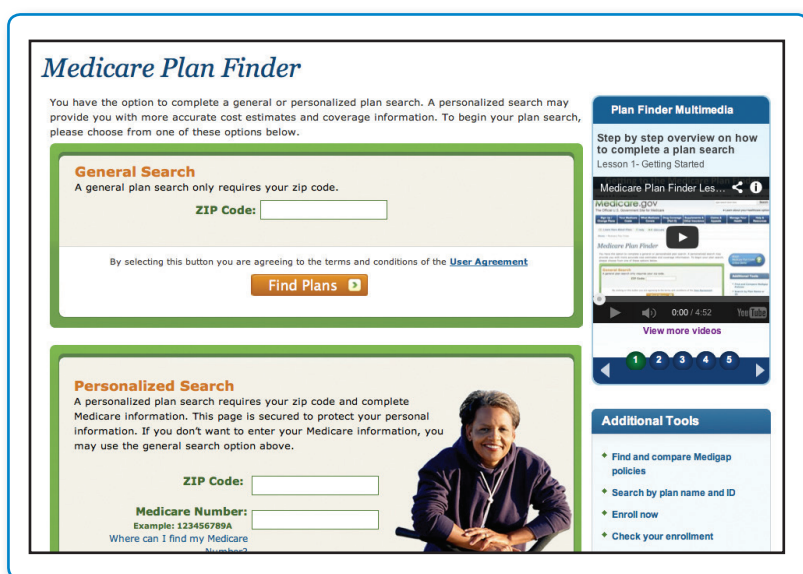 Medicare Plan Finder
You have the option to complete a general or personalized plan search. A personalized search may
provide you with more accurate cost estimates and coverage information. To begin your plan search,
please choose from one of these options below.
General Search
A general plan search only requires your zip code.
ZIP Code:
By selecting this button you are agreeing to the terms and conditions of the User Agreement
Find Plans
Personalized Search
A personalized plan search requires your zip code and complete
Medicare information. This page is secured to protect your personal
information. If you don't want to enter your Medicare information, you
may use the general search option above.
ZIP Code:
Medicare Number:
Example: 123456789A
Where can I find my Medicare
Number?
Plan Finder Multimedia
Step by step overview on how
to complete a plan search
Lesson 1- Getting Started
Medicare Plan Finder Les...
Medicare.gov
Medicare Plan Finder
General Search
0:00 / 4:52
YouTube
View more videos
1 2 3 4 5
Additional Tools
Find and compare Medigap
policies
Search by plan name and ID
Enroll now
Check your enrollment